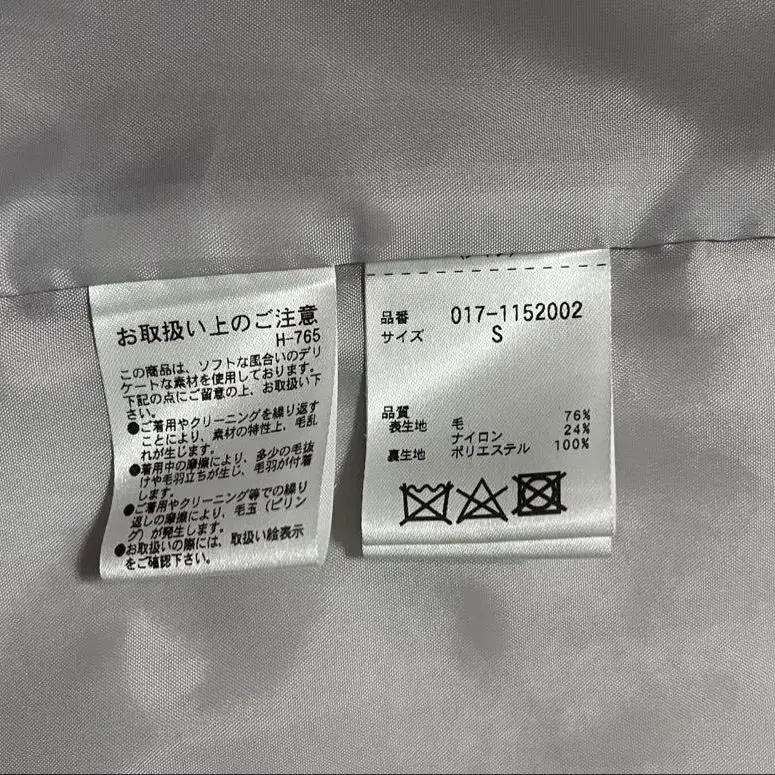 お取扱い上のご注意
H-765
この商品は、ソフトな風合いのデリ
ケートな素材を使用しております。
下記の点にご留意の上、お取扱い下
さい。
●ご着用やクリーニングを繰り返す
ことにより、素材の特性上、毛乱
れが生じます。
●着用中の摩擦により、多少の毛抜
けや毛羽立ちが生じ、毛羽が付着
します。
●ご着用やクリーニング等での繰り
返しの摩擦により、毛玉（ピリン
グ）が発生します。
●お取扱いの際には、取扱い絵表示
をご確認下さい。
品番 017-1152002
サイズ S
品質
表生地 毛 76%
ナイロン 24%
裏生地 ポリエステル 100%